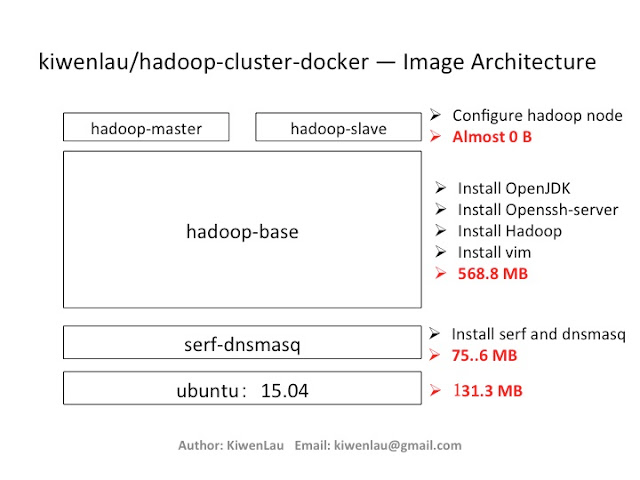 kiwenlau/hadoop-cluster-docker — Image Architecture
hadoop-master
hadoop-slave
➢ Configure hadoop node
➢ Almost 0 B
hadoop-base
➢ Install OpenJDK
➢ Install Openssh-server
➢ Install Hadoop
➢ Install vim
➢ 568.8 MB
serf-dnsmasq
➢ Install serf and dnsmasq
➢ 75..6 MB
ubuntu： 15.04
➢ 131.3 MB
Author: KiwenLau Email: kiwenlau@gmail.com